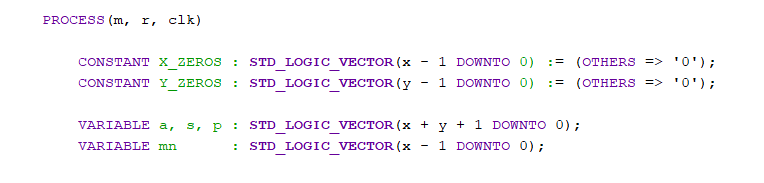 PROCESS(m, r, clk)
CONSTANT X_ZEROS : STD_LOGIC_VECTOR(x - 1 DOWNTO 0) := (OTHERS => '0');
CONSTANT Y_ZEROS : STD_LOGIC_VECTOR(y - 1 DOWNTO 0) := (OTHERS => '0');
VARIABLE a, s, p : STD_LOGIC_VECTOR(x + y + 1 DOWNTO 0);
VARIABLE mn : STD_LOGIC_VECTOR(x - 1 DOWNTO 0);